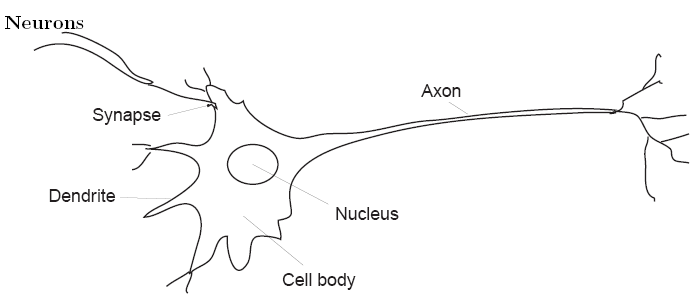 Neurons
Axon
Synapse
Dendrite
Nucleus
Cell body